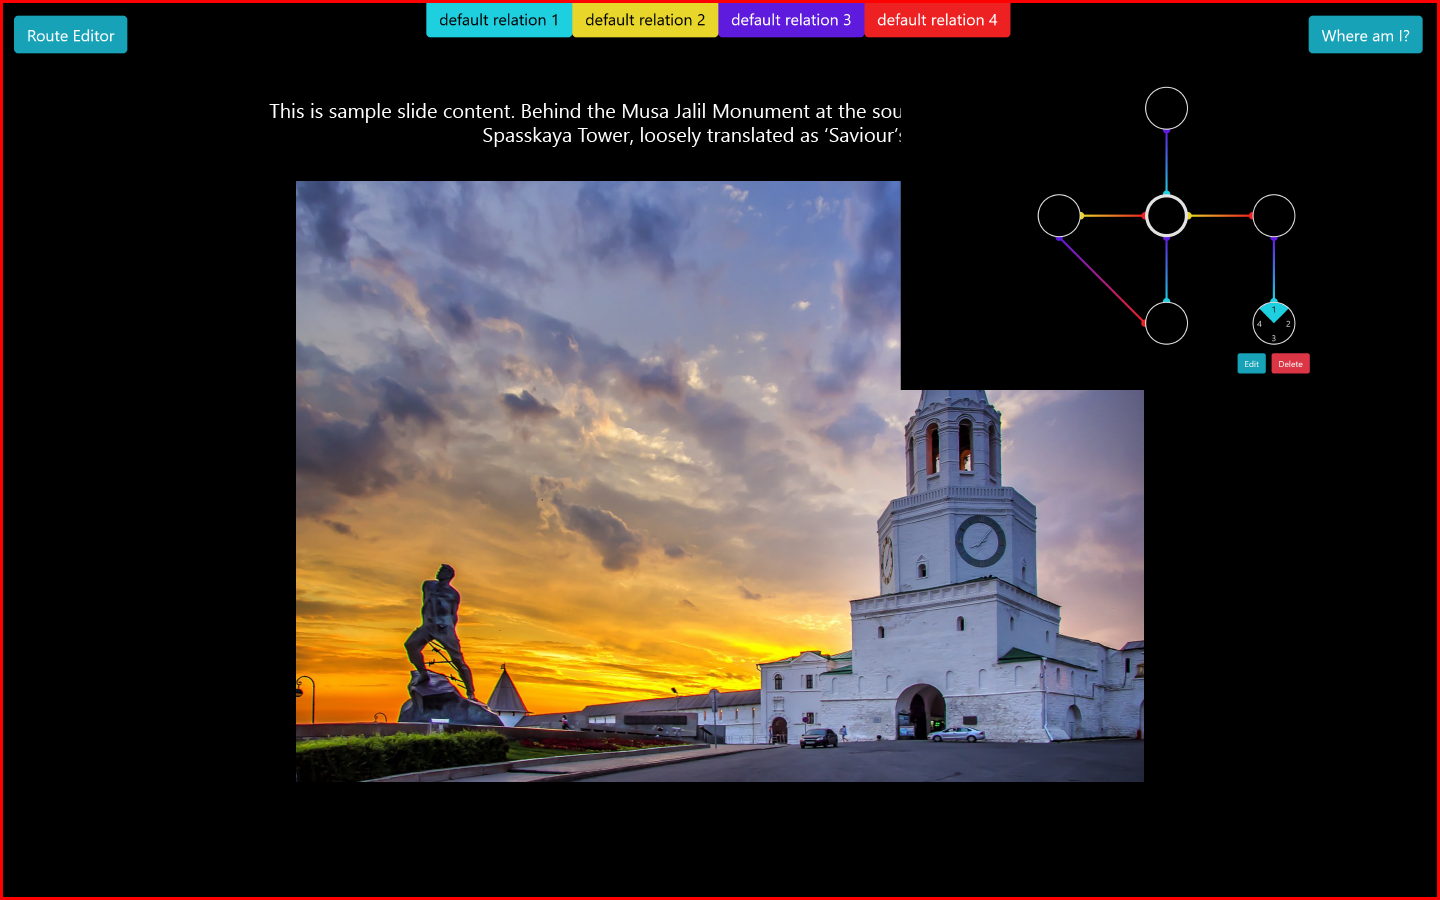 default relation 1
default relation 2
default relation 3
default relation 4
Route Editor
Where am I?
This is sample slide content. Behind the Musa Jalil Monument at the
Spasskaya Tower, loosely translated as ‘Saviour’s
1
4 2
3
Edit
Delete